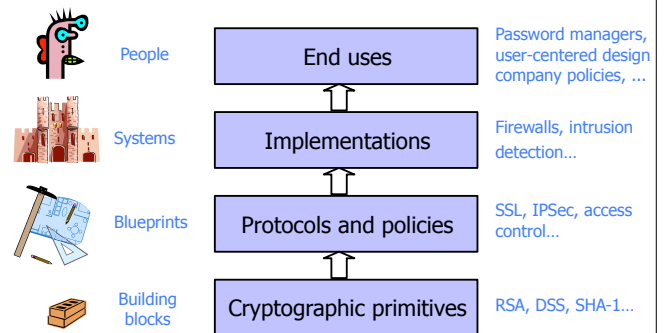 People
End uses
Password managers,
user-centered design
company policies, ...
Systems
Implementations
Firewalls, intrusion
detection…
Blueprints
Protocols and policies
SSL, IPSec, access
control…
Building
blocks
Cryptographic primitives
RSA, DSS, SHA-1…